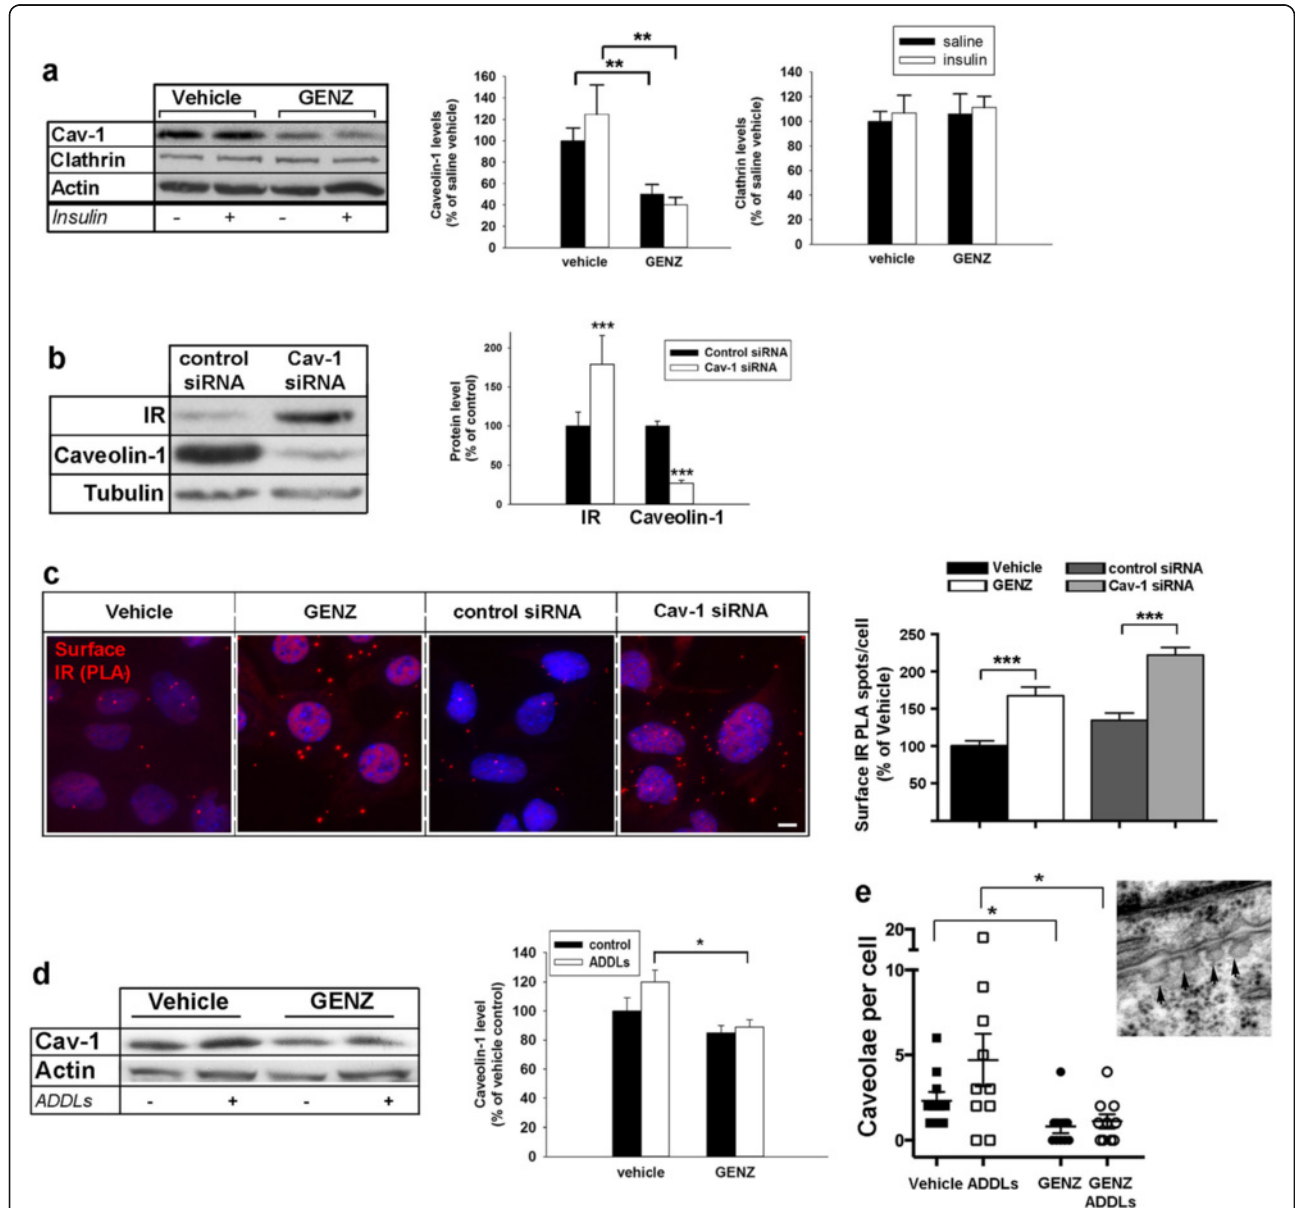 a
Vehicle GENZ
Cav-1
Clathrin
Actin
Insulin - + - +
** 
**
Caveolin-1 levels
(% of saline vehicle)
160
140
120
100
80
60
40
20
0
vehicle GENZ
saline
insulin
Clathrin levels
(% of saline vehicle)
140
120
100
80
60
40
20
0
vehicle GENZ
b
control
siRNA
Cav-1
siRNA
IR
Caveolin-1
Tubulin
Protein level
(% of control)
200
150
100
50
0
***
***
IR Caveolin-1
Control siRNA
Cav-1 siRNA
c
Vehicle GENZ control siRNA Cav-1 siRNA
Surface
IR (PLA)
Vehicle
GENZ
control siRNA
Cav-1 siRNA
Surface IR PLA spots/cell
(% of Vehicle)
250
200
150
100
50
***
***
d
Vehicle GENZ
Cav-1
Actin
ADDLs - + - +
Caveolin-1 level
(% of vehicle control)
140
120
100
80
60
40
20
0
control
ADDLs
*
vehicle GENZ
e
Caveolae per cell
20
10
5
0
*
*
Vehicle ADDLs GENZ GENZ
ADDLs